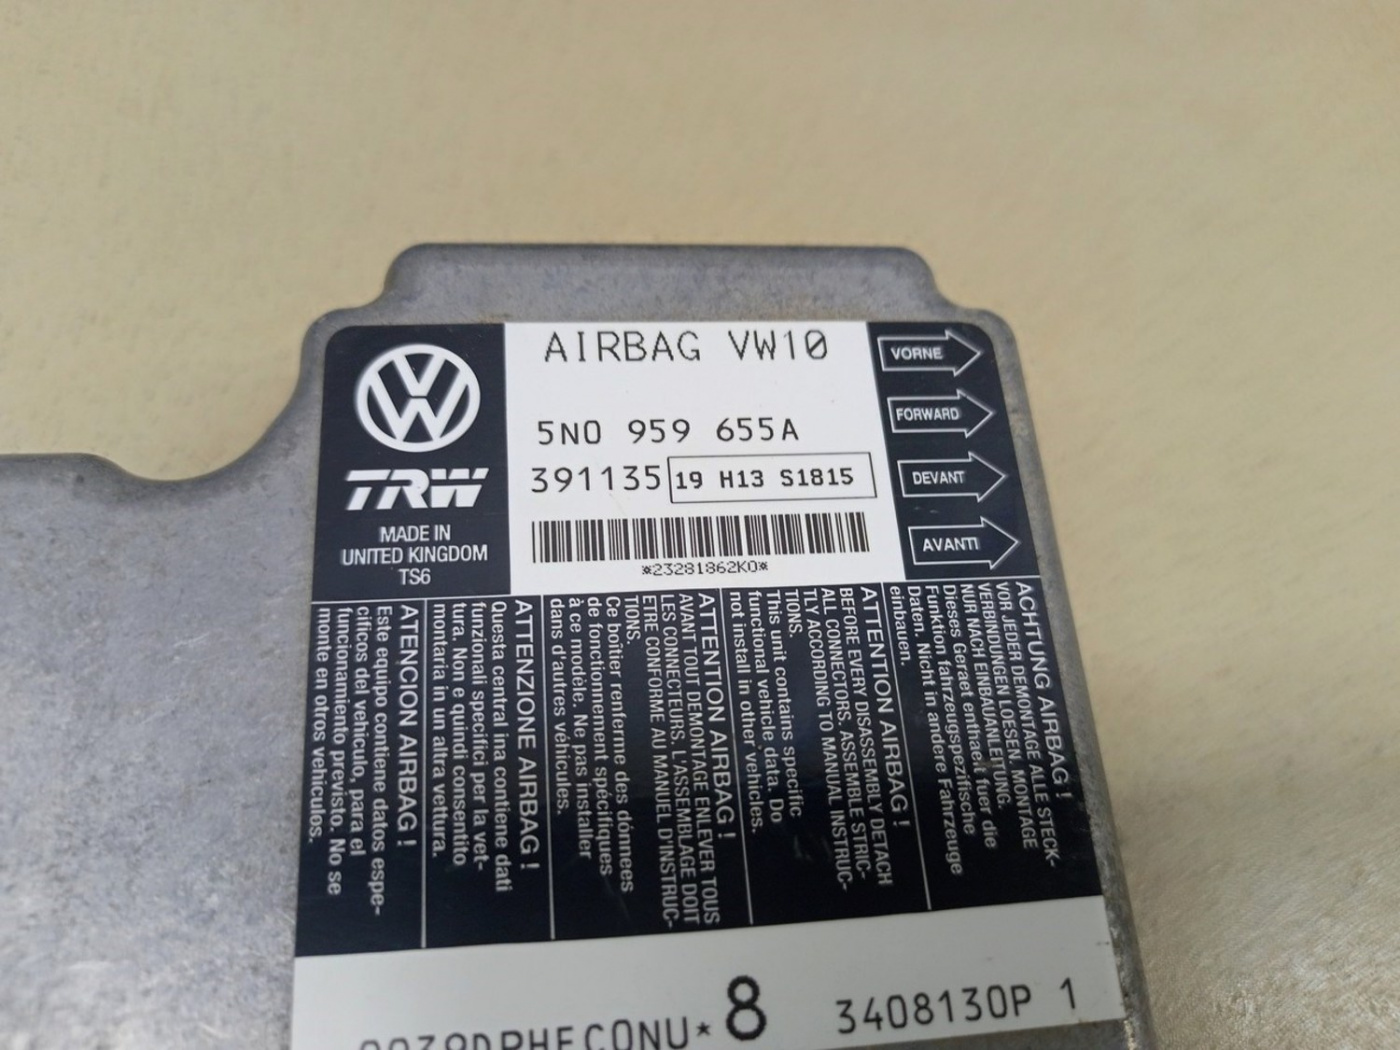 AIRBAG VW10
5N0 959 655A
391135 19 H13 S1815
*23281862K0*
VW
TRW
MADE IN
UNITED KINGDOM
TS6
VORNE
FORWARD
DEVANT
AVANTI
ACHTUNG AIRBAG !
VOR JEDER DEMONTAGE ALLE STECK-
VERBINDUNGEN LOESEN. MONTAGE
NUR NACH EINBAUANLEITUNG.
Dieses Geraet enthaelt fuer die
Funktion fahrzeugspezifische
Daten. Nicht in andere Fahrzeuge
einbauen.
ATTENTION AIRBAG !
BEFORE EVERY DISASSEMBLY DETACH
ALL CONNECTORS. ASSEMBLE STRIC-
TLY ACCORDING TO MANUAL INSTRUC-
TIONS.
This unit contains specific
functional vehicle data. Do
not install in other vehicles.
ATTENTION AIRBAG !
AVANT TOUT DEMONTAGE ENLEVER TOUS
LES CONNECTEURS. L'ASSEMBLAGE DOIT
ETRE CONFORME AU MANUEL D'INSTRUC-
TIONS.
Ce boîtier renferme des données
de fonctionnement spécifiques
à ce modèle. Ne pas installer
dans d'autres véhicules.
ATTENZIONE AIRBAG !
Questa central ina contiene dati
funzionali specifici per la vet-
tura. Non e quindi consentito
montaria in un altra vettura.
ATENCION AIRBAG !
Este equipo contiene datos espe-
cificos del vehiculo, para el
funcionamiento previsto. No se
monte en otros vehiculos.
CONU* 8 3408130P 1